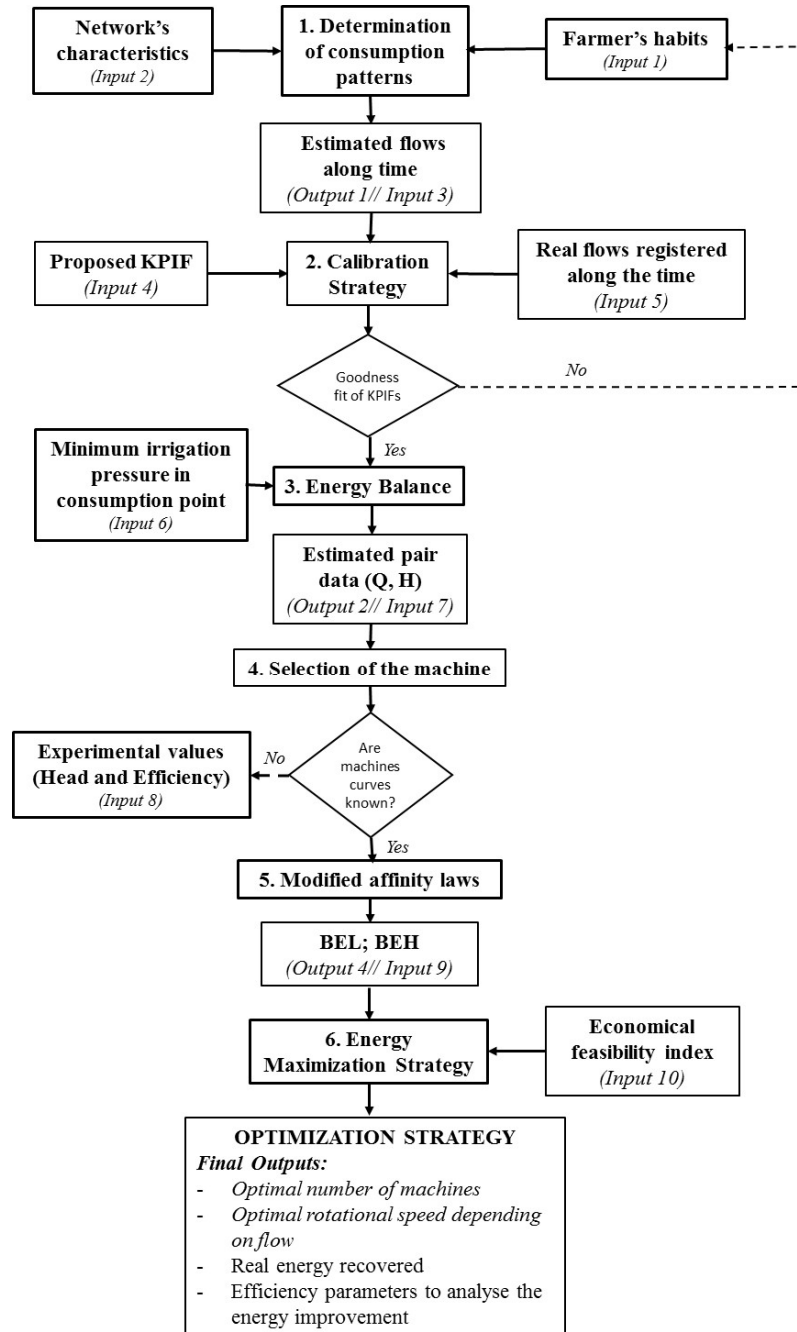 Network's
characteristics
(Input 2)
1. Determination
of consumption
patterns
Farmer's habits
(Input 1)
Estimated flows
along time
(Output 1// Input 3)
Proposed KPIF
(Input 4)
2. Calibration
Strategy
Real flows registered
along the time
(Input 5)
Goodness
fit of KPIFs
No
Yes
Minimum irrigation
pressure in
consumption point
(Input 6)
3. Energy Balance
Estimated pair
data (Q, H)
(Output 2// Input 7)
4. Selection of the machine
Experimental values
(Head and Efficiency)
(Input 8)
No
Are
machines
curves
known?
Yes
5. Modified affinity laws
BEL; BEH
(Output 4// Input 9)
6. Energy
Maximization Strategy
Economical
feasibility index
(Input 10)
OPTIMIZATION STRATEGY
Final Outputs:
- Optimal number of machines
- Optimal rotational speed depending
on flow
- Real energy recovered
- Efficiency parameters to analyse the
energy improvement